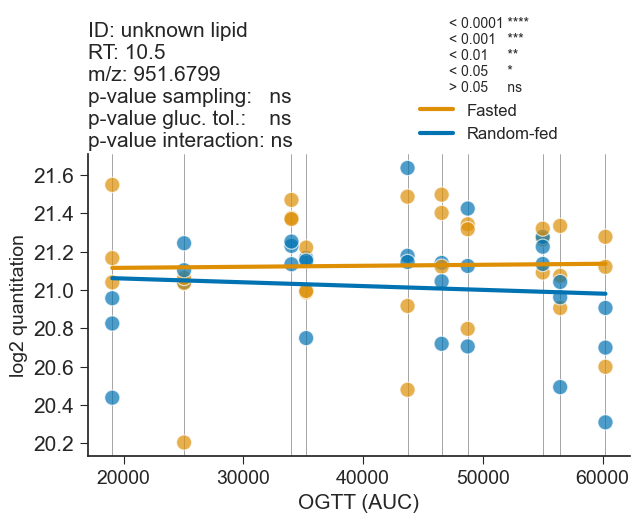 ID: unknown lipid
RT: 10.5
m/z: 951.6799
p-value sampling: ns
p-value gluc. tol.: ns
p-value interaction: ns
< 0.0001 ****
< 0.001 ***
< 0.01 **
< 0.05 *
> 0.05 ns
Fasted
Random-fed
log2 quantitation
21.6
21.4
21.2
21.0
20.8
20.6
20.4
20.2
20000 30000 40000 50000 60000
OGTT (AUC)